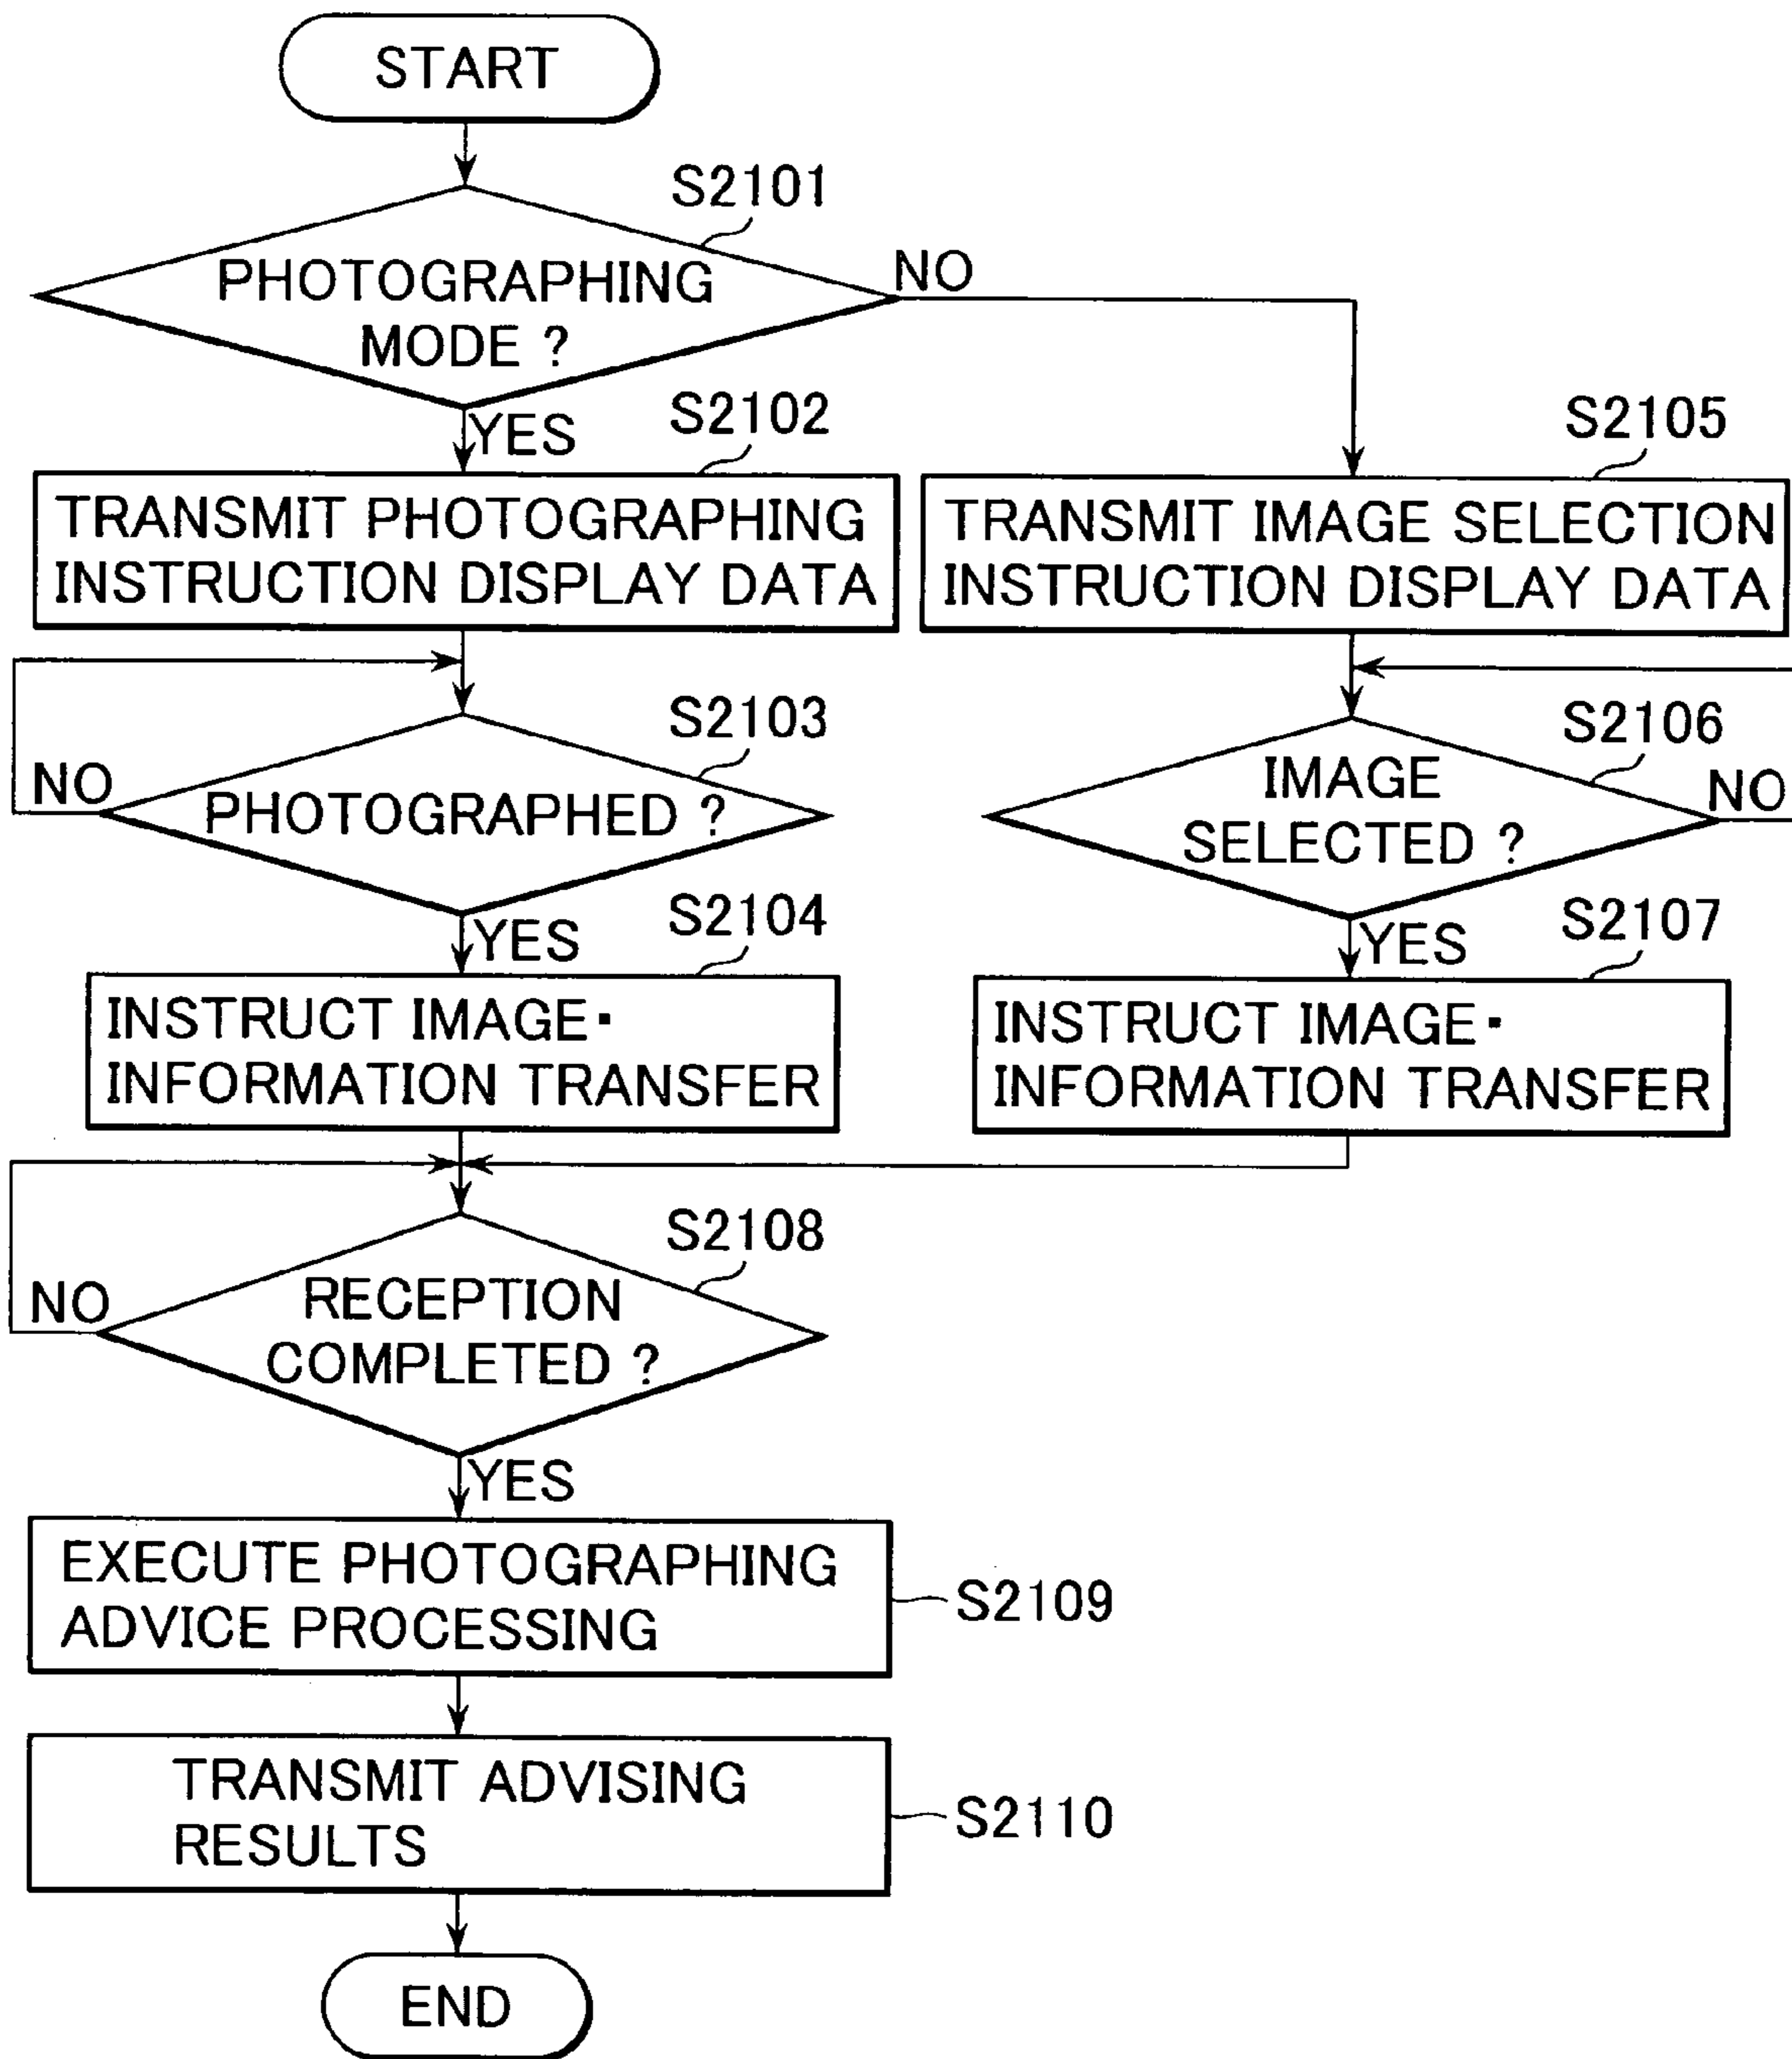 START
S2101
PHOTOGRAPHING
MODE ?
NO
YES
S2102
TRANSMIT PHOTOGRAPHING
INSTRUCTION DISPLAY DATA
S2105
TRANSMIT IMAGE SELECTION
INSTRUCTION DISPLAY DATA
S2103
NO
PHOTOGRAPHED ?
YES
S2106
IMAGE
SELECTED ?
NO
YES
S2104
INSTRUCT IMAGE・
INFORMATION TRANSFER
S2107
INSTRUCT IMAGE・
INFORMATION TRANSFER
S2108
NO
RECEPTION
COMPLETED ?
YES
EXECUTE PHOTOGRAPHING
ADVICE PROCESSING
S2109
TRANSMIT ADVISING
RESULTS
S2110
END